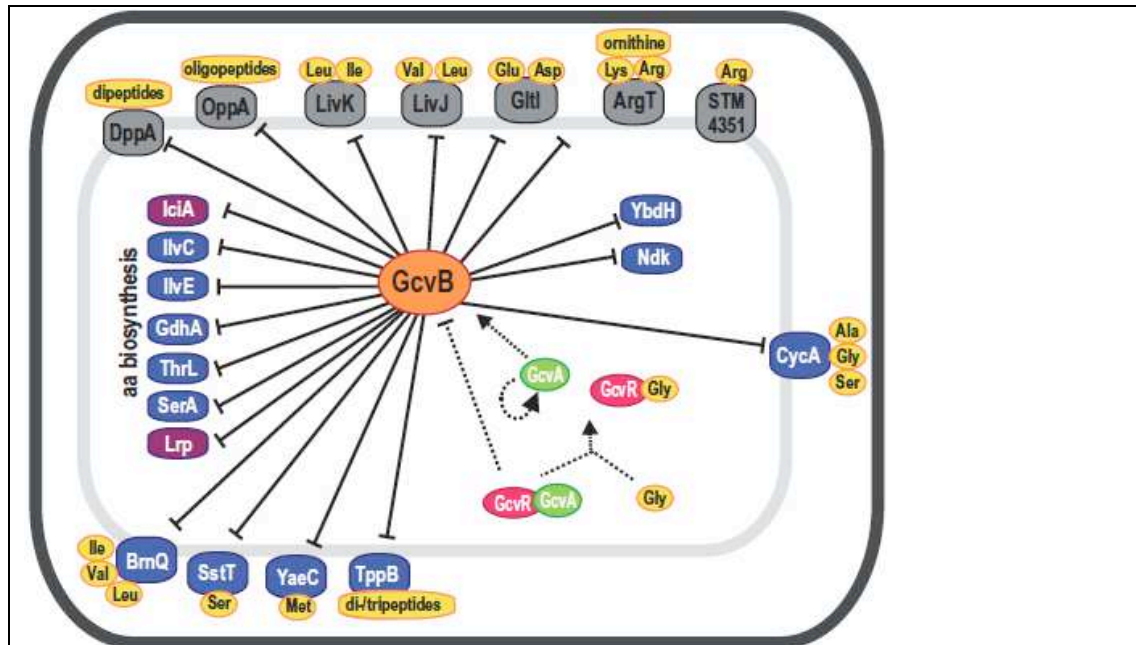 ornithine
oligopeptides
Leu Ile
Val Leu
Glu Asp
Lys Arg
Arg
dipeptides
OppA
LivK
LivJ
GltI
ArgT
STM
4351
DppA
IciA
IlvC
IlvE
GdhA
ThrL
SerA
Lrp
aa biosynthesis
GcvB
YbdH
Ndk
GcvA
GcvR Gly
CycA
Ala
Gly
Ser
GcvR GcvA
Gly
Ile
Val
Leu
BrnQ
SstT
Ser
YaeC
Met
TppB
di-/tripeptides